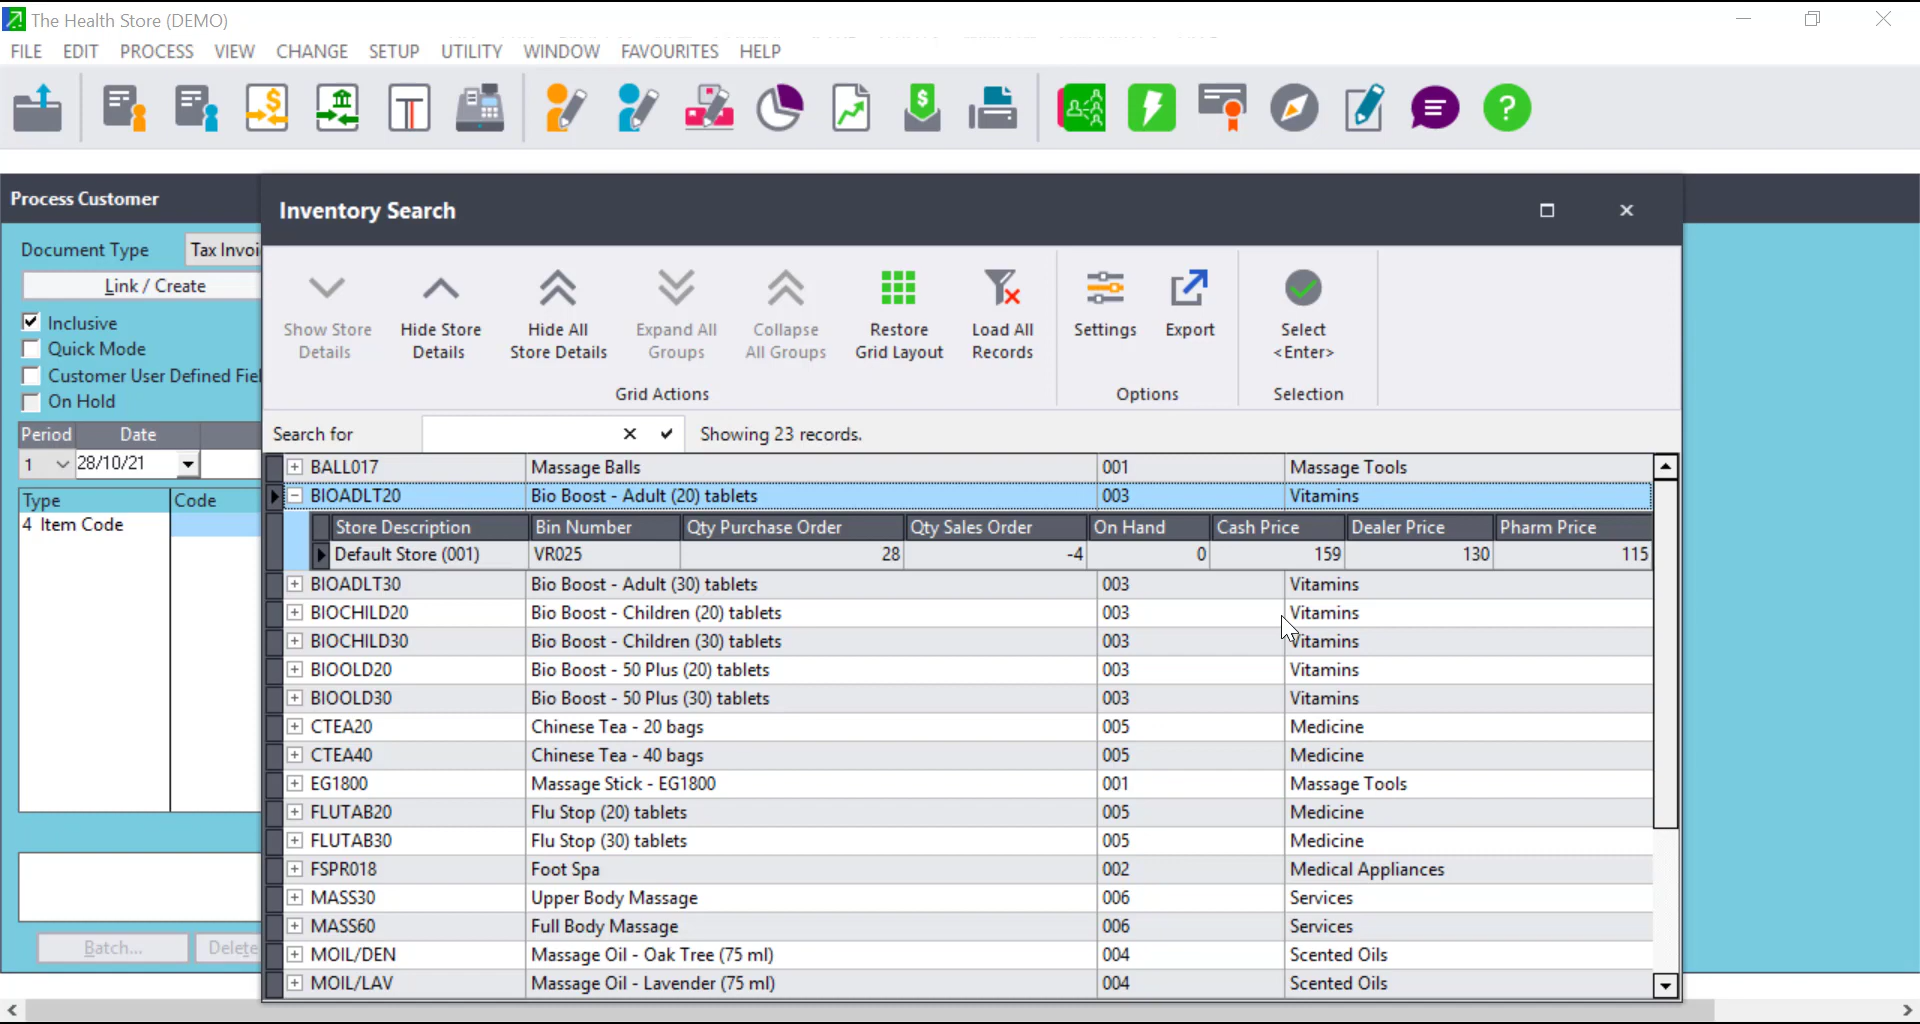 The Health Store (DEMO)
FILE EDIT PROCESS VIEW CHANGE SETUP UTILITY WINDOW FAVOURITES HELP
Process Customer
Inventory Search
Document Type Tax Invoi
Link / Create
Inclusive
Quick Mode
Customer User Defined Fiel
On Hold
Period Date
1 28/10/21
Type Code
4 Item Code
Batch... Delete
Show Store Details
Hide Store Details
Hide All Store Details
Expand All Groups
Collapse All Groups
Restore Grid Layout
Load All Records
Settings
Export
Select <Enter>
Grid Actions Options Selection
Search for Showing 23 records.
BALL017 Massage Balls 001 Massage Tools
BIOADLT20 Bio Boost - Adult (20) tablets 003 Vitamins
Store Description Bin Number Qty Purchase Order Qty Sales Order On Hand Cash Price Dealer Price Pharm Price
Default Store (001) VR025 28 -4 0 159 130 115
BIOADLT30 Bio Boost - Adult (30) tablets 003 Vitamins
BIOCHILD20 Bio Boost - Children (20) tablets 003 Vitamins
BIOCHILD30 Bio Boost - Children (30) tablets 003 Vitamins
BIOOLD20 Bio Boost - 50 Plus (20) tablets 003 Vitamins
BIOOLD30 Bio Boost - 50 Plus (30) tablets 003 Vitamins
CTEA20 Chinese Tea - 20 bags 005 Medicine
CTEA40 Chinese Tea - 40 bags 005 Medicine
EG1800 Massage Stick - EG1800 001 Massage Tools
FLUTAB20 Flu Stop (20) tablets 005 Medicine
FLUTAB30 Flu Stop (30) tablets 005 Medicine
FSPR018 Foot Spa 002 Medical Appliances
MASS30 Upper Body Massage 006 Services
MASS60 Full Body Massage 006 Services
MOIL/DEN Massage Oil - Oak Tree (75 ml) 004 Scented Oils
MOIL/LAV Massage Oil - Lavender (75 ml) 004 Scented Oils